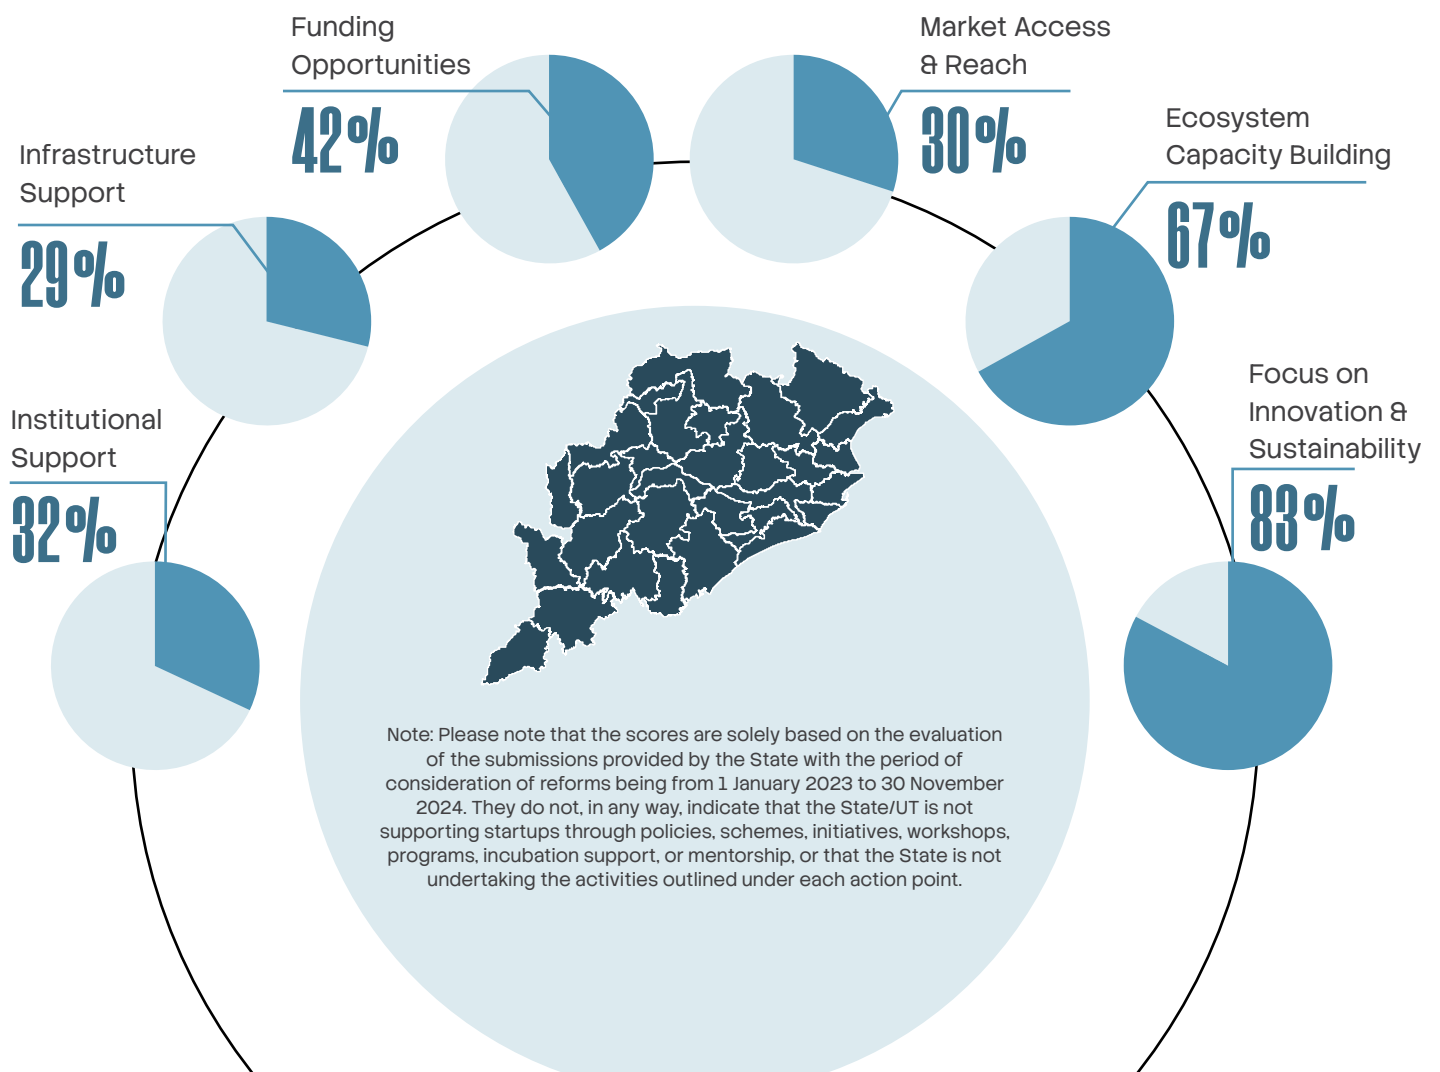 Funding
Opportunities
42%
Market Access
& Reach
30%
Ecosystem
Capacity Building
67%
Infrastructure
Support
29%
Focus on
Innovation &
Sustainability
83%
Institutional
Support
32%
Note: Please note that the scores are solely based on the evaluation
of the submissions provided by the State with the period of
consideration of reforms being from 1 January 2023 to 30 November
2024. They do not, in any way, indicate that the State/UT is not
supporting startups through policies, schemes, initiatives, workshops,
programs, incubation support, or mentorship, or that the State is not
undertaking the activities outlined under each action point.